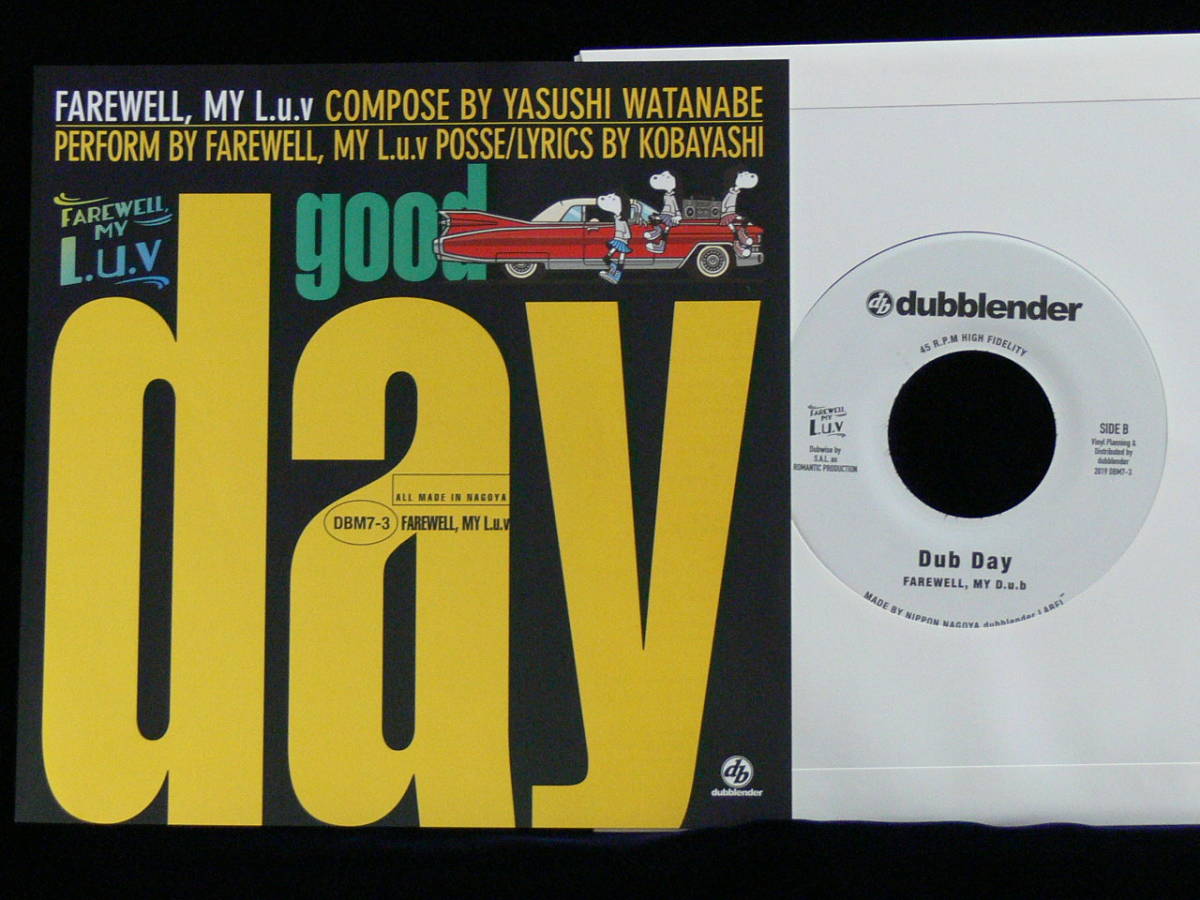 FAREWELL, MY L.u.v COMPOSE BY YASUSHI WATANABE
PERFORM BY FAREWELL, MY L.u.v POSSE/LYRICS BY KOBAYASHI
FAREWELL,
MY
L.u.v
good
day
ALL MADE IN NAGOYA
DBM7-3 FAREWELL, MY L.u.v
db
dubblender
db dubblender
45 R.P.M HIGH FIDELITY
FAREWELL,
MY
L.u.v
Dubwise by
S.A.L. as
ROMANTIC PRODUCTION
SIDE B
Vinyl Planning &
Distributed by
dubblender
2019 DBM7-3
Dub Day
FAREWELL, MY D.u.b
MADE BY NIPPON NAGOYA dubblender LABEL